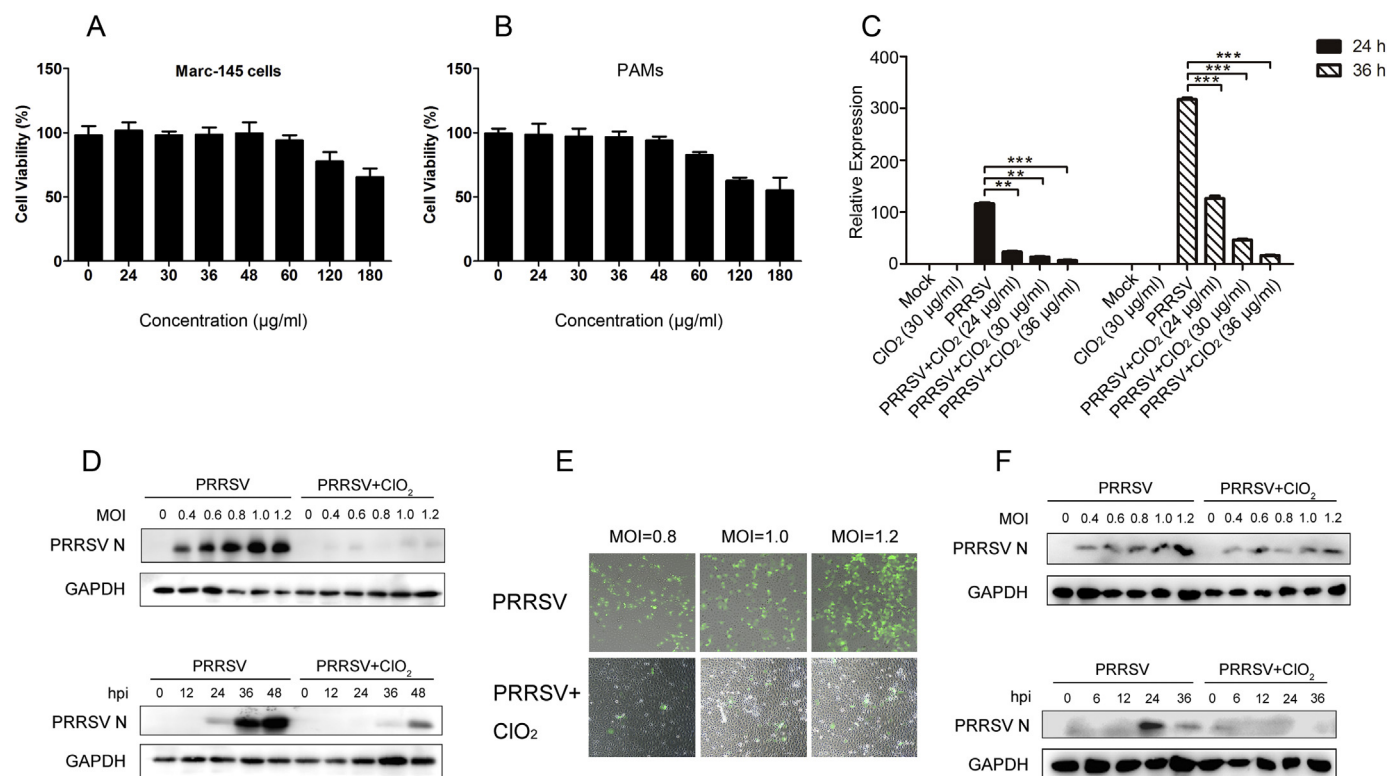 A
Marc-145 cells
Cell Viability (%)
150
100
50
0
0 24 30 36 48 60 120 180
Concentration (µg/ml)
B
PAMs
Cell Viability (%)
150
100
50
0
0 24 30 36 48 60 120 180
Concentration (µg/ml)
C
24 h
36 h
Relative Expression
400
300
200
100
0
***
**
**
***
***
***
Mock
ClO₂ (30 µg/ml)
PRRSV
PRRSV+ClO₂ (24 µg/ml)
PRRSV+ClO₂ (30 µg/ml)
PRRSV+ClO₂ (36 µg/ml)
Mock
ClO₂ (30 µg/ml)
PRRSV
PRRSV+ClO₂ (24 µg/ml)
PRRSV+ClO₂ (30 µg/ml)
PRRSV+ClO₂ (36 µg/ml)
D
PRRSV PRRSV+ClO₂
MOI 0 0.4 0.6 0.8 1.0 1.2 0 0.4 0.6 0.8 1.0 1.2
PRRSV N
GAPDH
PRRSV PRRSV+ClO₂
hpi 0 12 24 36 48 0 12 24 36 48
PRRSV N
GAPDH
E
MOI=0.8 MOI=1.0 MOI=1.2
PRRSV
PRRSV+
ClO₂
F
PRRSV PRRSV+ClO₂
MOI 0 0.4 0.6 0.8 1.0 1.2 0 0.4 0.6 0.8 1.0 1.2
PRRSV N
GAPDH
PRRSV PRRSV+ClO₂
hpi 0 6 12 24 36 0 6 12 24 36
PRRSV N
GAPDH